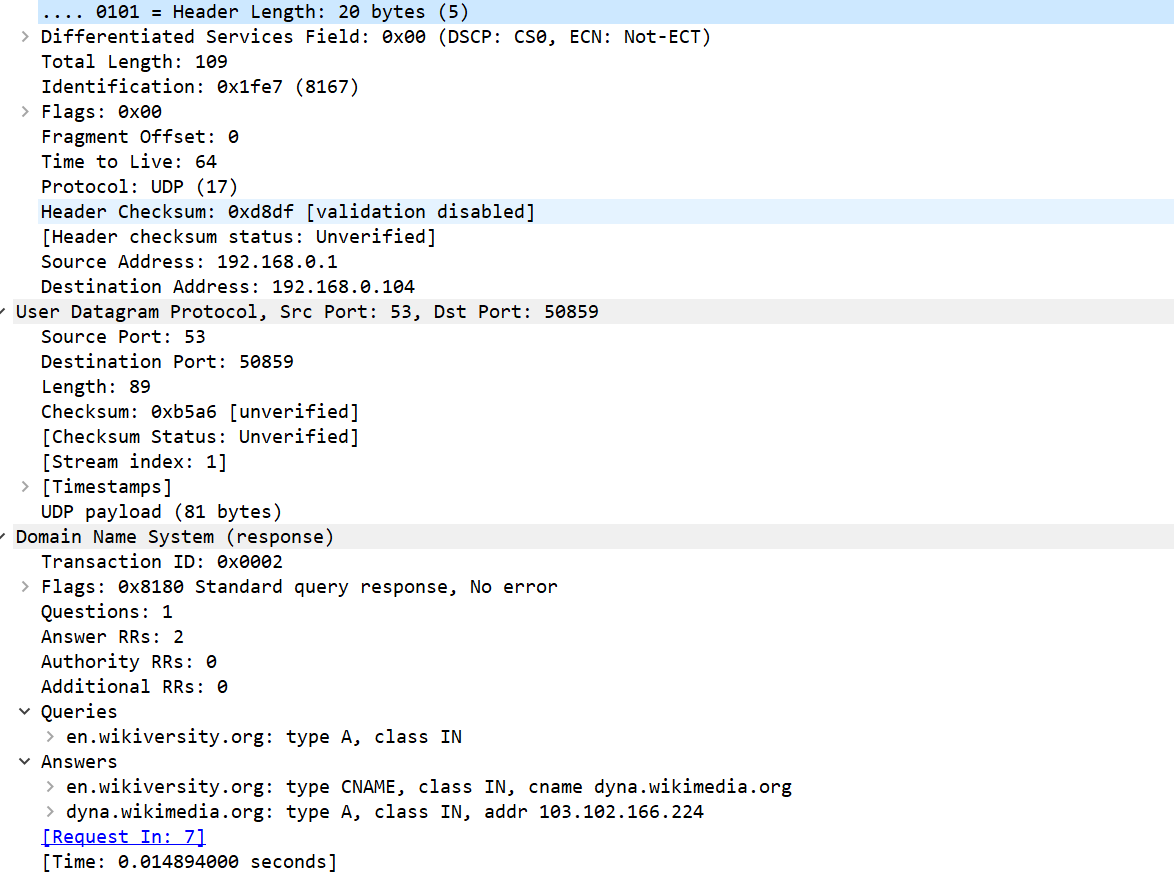 .... 0101 = Header Length: 20 bytes (5)
Differentiated Services Field: 0x00 (DSCP: CS0, ECN: Not-ECT)
Total Length: 109
Identification: 0x1fe7 (8167)
Flags: 0x00
Fragment Offset: 0
Time to Live: 64
Protocol: UDP (17)
Header Checksum: 0xd8df [validation disabled]
[Header checksum status: Unverified]
Source Address: 192.168.0.1
Destination Address: 192.168.0.104
User Datagram Protocol, Src Port: 53, Dst Port: 50859
Source Port: 53
Destination Port: 50859
Length: 89
Checksum: 0xb5a6 [unverified]
[Checksum Status: Unverified]
[Stream index: 1]
[Timestamps]
UDP payload (81 bytes)
Domain Name System (response)
Transaction ID: 0x0002
Flags: 0x8180 Standard query response, No error
Questions: 1
Answer RRs: 2
Authority RRs: 0
Additional RRs: 0
Queries
en.wikiversity.org: type A, class IN
Answers
en.wikiversity.org: type CNAME, class IN, cname dyna.wikimedia.org
dyna.wikimedia.org: type A, class IN, addr 103.102.166.224
[Request In: 7]
[Time: 0.014894000 seconds]